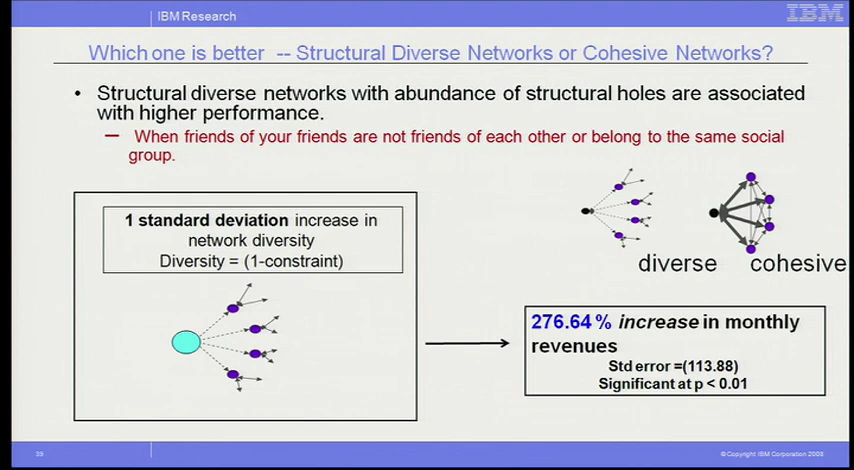 IBM Research
IBM
Which one is better -- Structural Diverse Networks or Cohesive Networks?
• Structural diverse networks with abundance of structural holes are associated
with higher performance.
– When friends of your friends are not friends of each other or belong to the same social
group.
1 standard deviation increase in
network diversity
Diversity = (1-constraint)
diverse
cohesive
276.64 % increase in monthly
revenues
Std error =(113.88)
Significant at p < 0.01
39
© Copyright IBM Corporation 2008